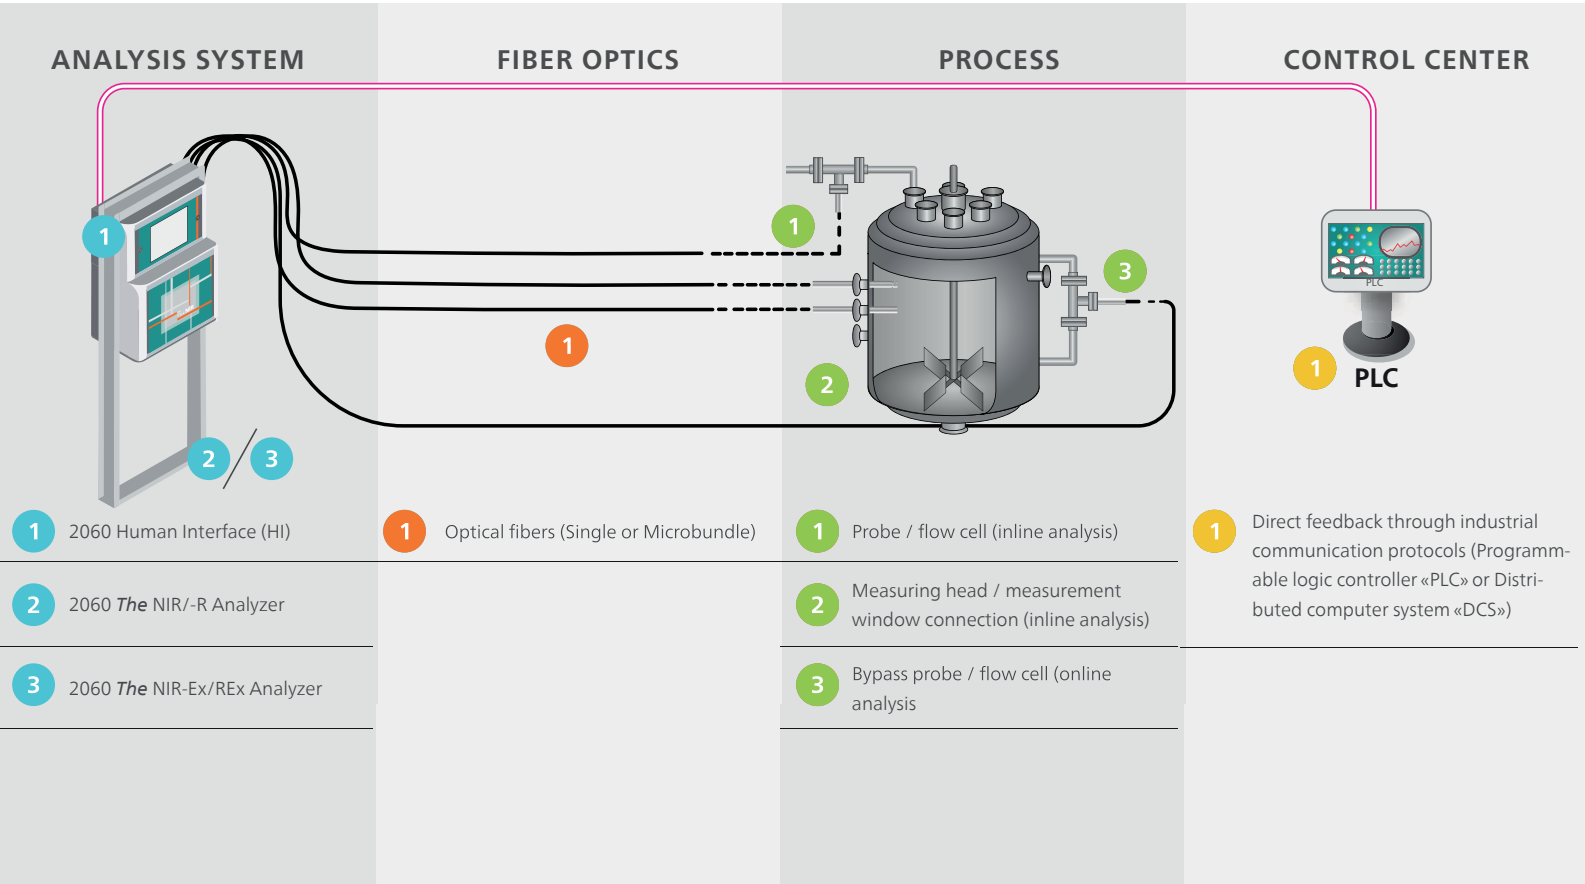 ANALYSIS SYSTEM
FIBER OPTICS
PROCESS
CONTROL CENTER
1
2
3
1
1
2
3
PLC
1
PLC
1
2060 Human Interface (HI)
2
2060 The NIR/-R Analyzer
3
2060 The NIR-Ex/REx Analyzer
1
Optical fibers (Single or Microbundle)
1
Probe / flow cell (inline analysis)
2
Measuring head / measurement
window connection (inline analysis)
3
Bypass probe / flow cell (online
analysis
1
Direct feedback through industrial
communication protocols (Programm-
able logic controller «PLC» or Distri-
buted computer system «DCS»)